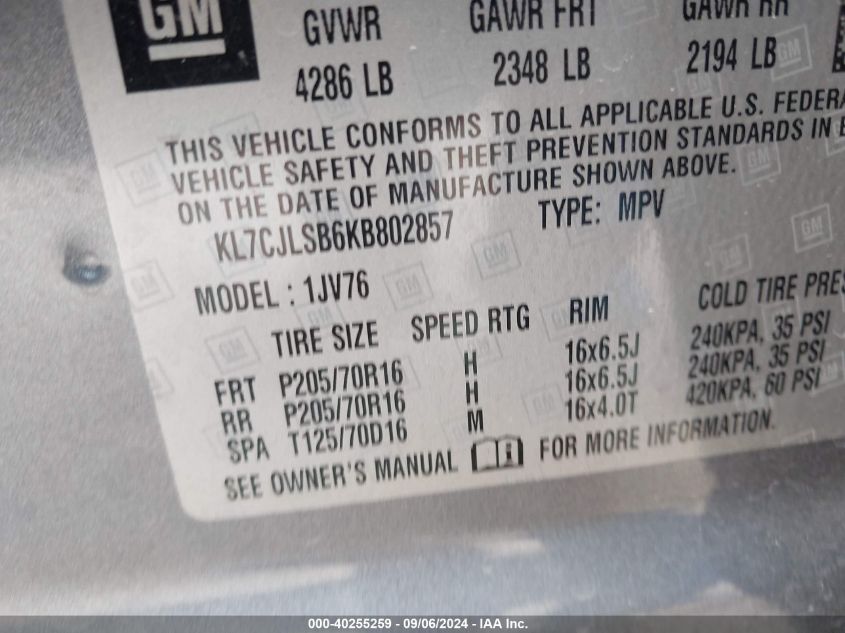 GM
GVWR GAWR FRT GAWR RR
4286 LB 2348 LB 2194 LB
THIS VEHICLE CONFORMS TO ALL APPLICABLE U.S. FEDERA
VEHICLE SAFETY AND THEFT PREVENTION STANDARDS IN E
ON THE DATE OF MANUFACTURE SHOWN ABOVE.
KL7CJLSB6KB802857 TYPE: MPV
MODEL : 1JV76
TIRE SIZE SPEED RTG RIM COLD TIRE PRES
FRT P205/70R16 H 16x6.5J 240KPA, 35 PSI
RR P205/70R16 H 16x6.5J 240KPA, 35 PSI
SPA T125/70D16 M 16x4.0T 420KPA, 60 PSI
SEE OWNER'S MANUAL FOR MORE INFORMATION.
000-40255259 - 09/06/2024 - IAA Inc.